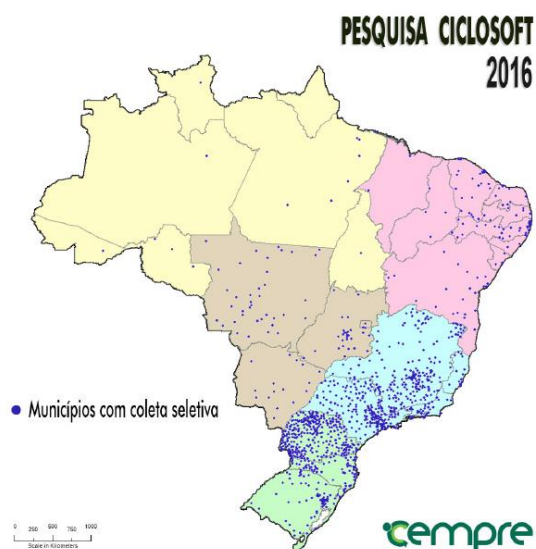 PESQUISA CICLOSOFT
2016
Municípios com coleta seletiva
0 250 500 750 1000
Scale in Kilometers
cempre